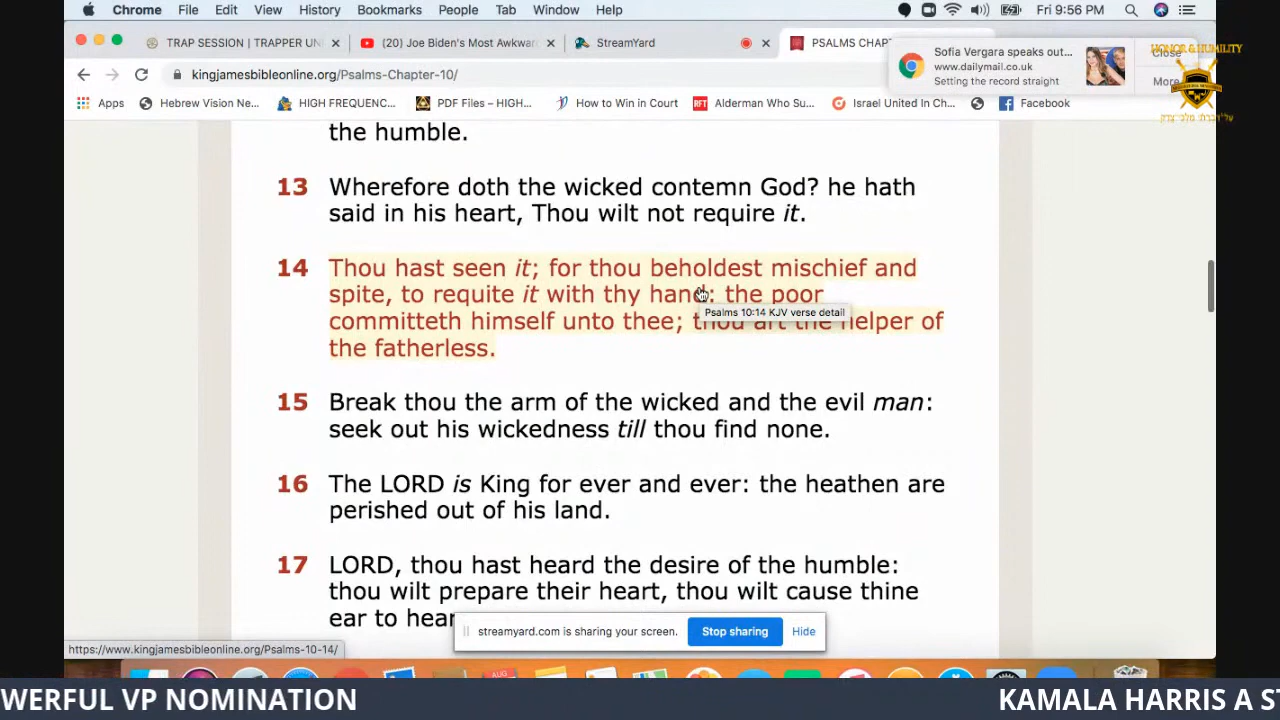 Chrome File Edit View History Bookmarks People Tab Window Help Fri 9:56 PM
TRAP SESSION | TRAPPER UN
(20) Joe Biden's Most Awkwar
StreamYard
PSALMS CHAP
kingjamesbibleonline.org/Psalms-Chapter-10/
Sofia Vergara speaks out...
www.dailymail.co.uk
Setting the record straight
Close
More
HONOR & HUMILITY
Apps
Hebrew Vision Ne...
HIGH FREQUENC...
PDF Files – HIGH...
How to Win in Court
RFT
Alderman Who Su...
Israel United In Ch...
Facebook
the humble.
13 Wherefore doth the wicked contemn God? he hath
said in his heart, Thou wilt not require it.
14 Thou hast seen it; for thou beholdest mischief and
spite, to requite it with thy hand: the poor
Psalms 10:14 KJV verse detail
committeth himself unto thee; thou art the helper of
the fatherless.
15 Break thou the arm of the wicked and the evil man:
seek out his wickedness till thou find none.
16 The LORD is King for ever and ever: the heathen are
perished out of his land.
17 LORD, thou hast heard the desire of the humble:
thou wilt prepare their heart, thou wilt cause thine
ear to hear
streamyard.com is sharing your screen.
Stop sharing
Hide
https://www.kingjamesbibleonline.org/Psalms-10-14/
AUG
WERFUL VP NOMINATION
KAMALA HARRIS A ST